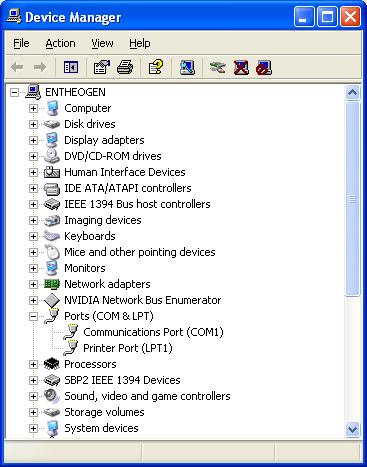 Device Manager
File Action View Help
ENTHEOGEN
Computer
Disk drives
Display adapters
DVD/CD-ROM drives
Human Interface Devices
IDE ATA/ATAPI controllers
IEEE 1394 Bus host controllers
Imaging devices
Keyboards
Mice and other pointing devices
Monitors
Network adapters
NVIDIA Network Bus Enumerator
Ports (COM & LPT)
Communications Port (COM1)
Printer Port (LPT1)
Processors
SBP2 IEEE 1394 Devices
Sound, video and game controllers
Storage volumes
System devices